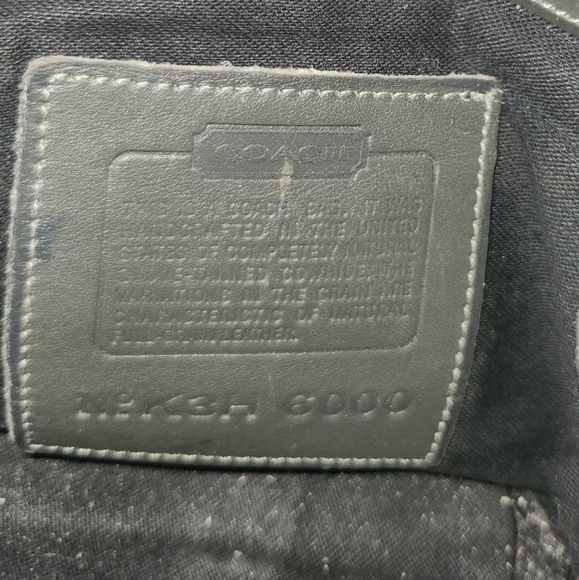 COACH
THIS IS A COACH BAG. IT WAS
HANDCRAFTED IN THE UNITED
STATES OF COMPLETELY NATURAL
GLOVE-TANNED COWHIDE. THE
VARIATIONS IN THE GRAIN ARE
CHARACTERISTIC OF NATURAL
FULL-GRAIN LEATHER.
No K3H 6000